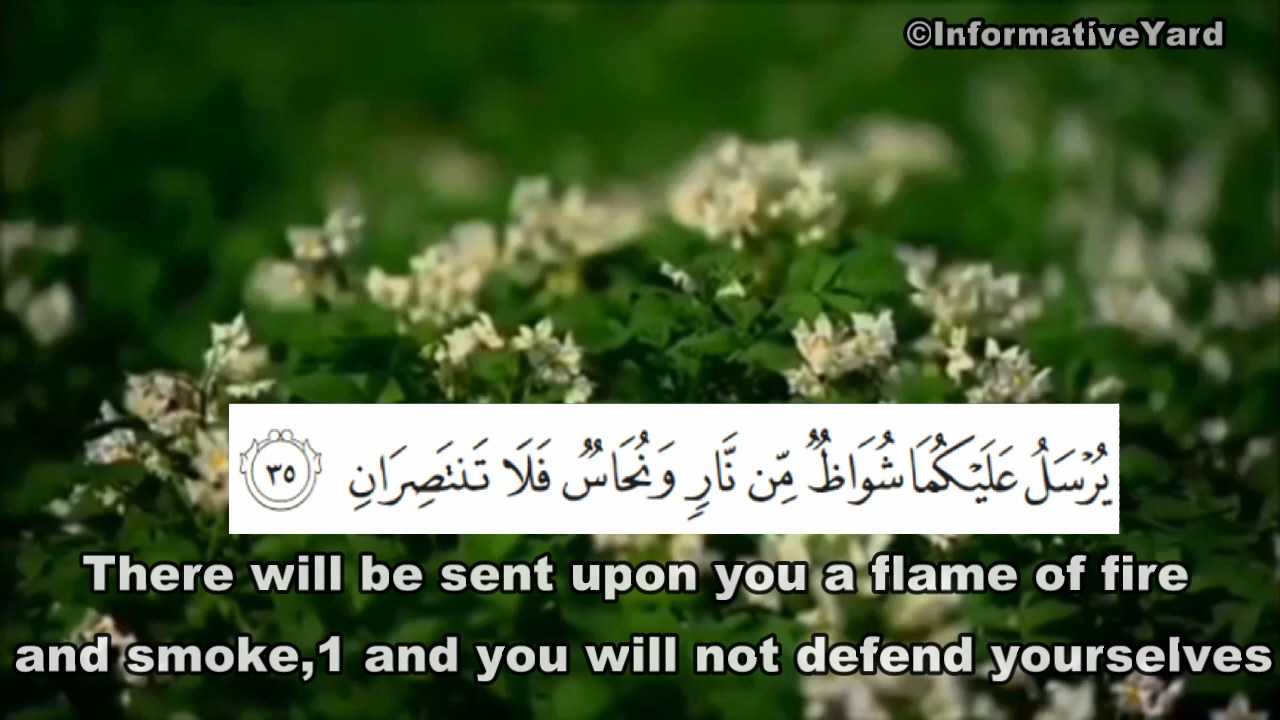 ©InformativeYard
يُرْسَلُ عَلَيْكُمَا شُوَاظٌ مِّن نَّارٍ وَنُحَاسٌ فَلَا تَنتَصِرَانِ ٣٥
There will be sent upon you a flame of fire
and smoke,1 and you will not defend yourselves